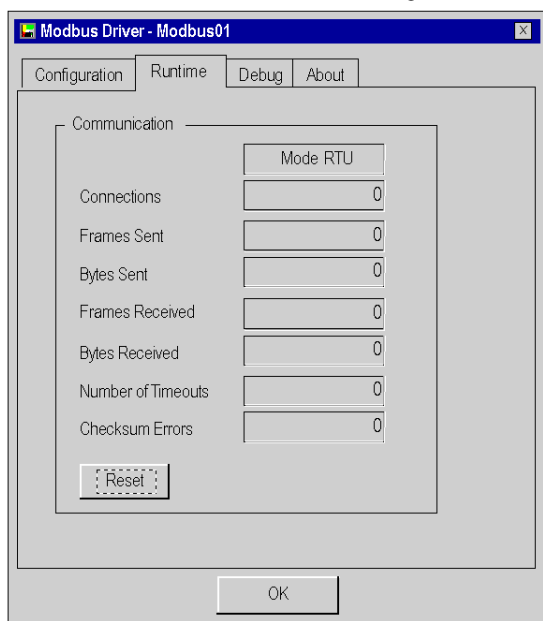 Modbus Driver - Modbus01
Configuration Runtime Debug About
Communication
Mode RTU
Connections 0
Frames Sent 0
Bytes Sent 0
Frames Received 0
Bytes Received 0
Number of Timeouts 0
Checksum Errors 0
Reset
OK